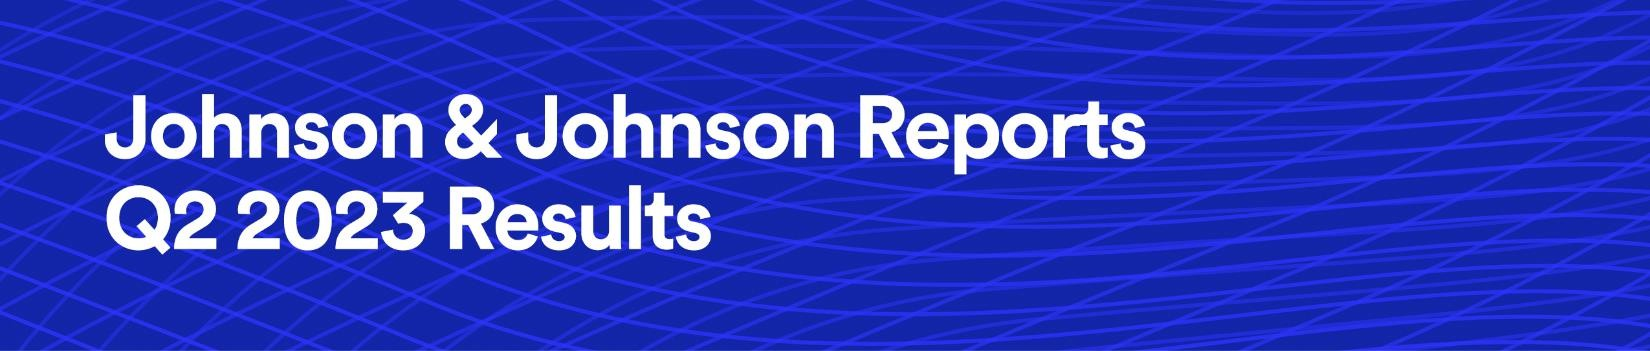 Johnson & Johnson Reports
Q2 2023 Results